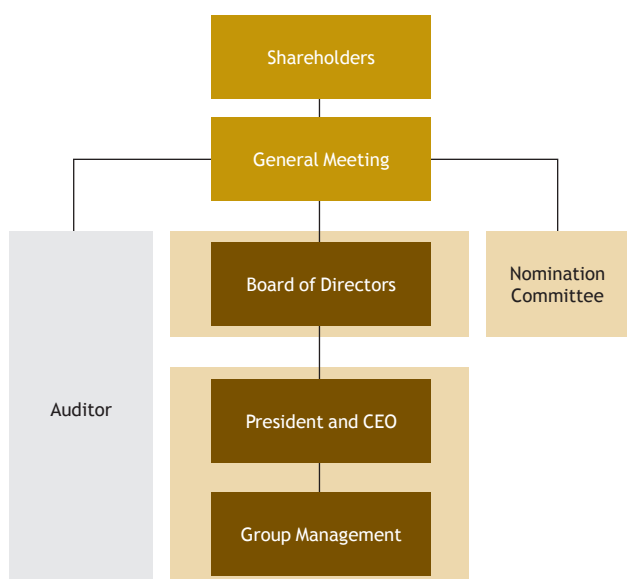 Shareholders
General Meeting
Board of Directors
Nomination
Committee
Auditor
President and CEO
Group Management